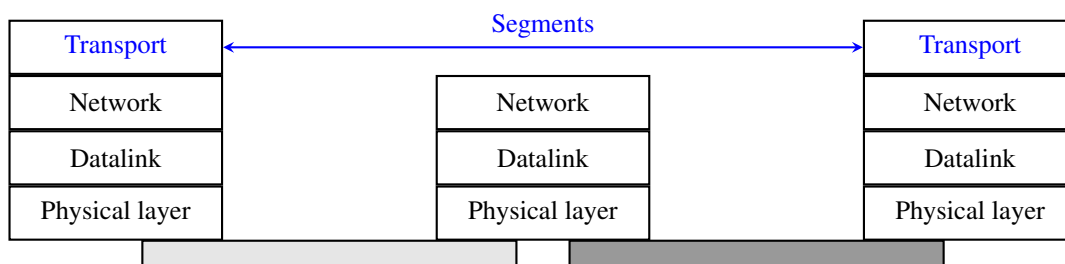 Segments
Transport Transport
Network Network Network
Datalink Datalink Datalink
Physical layer Physical layer Physical layer